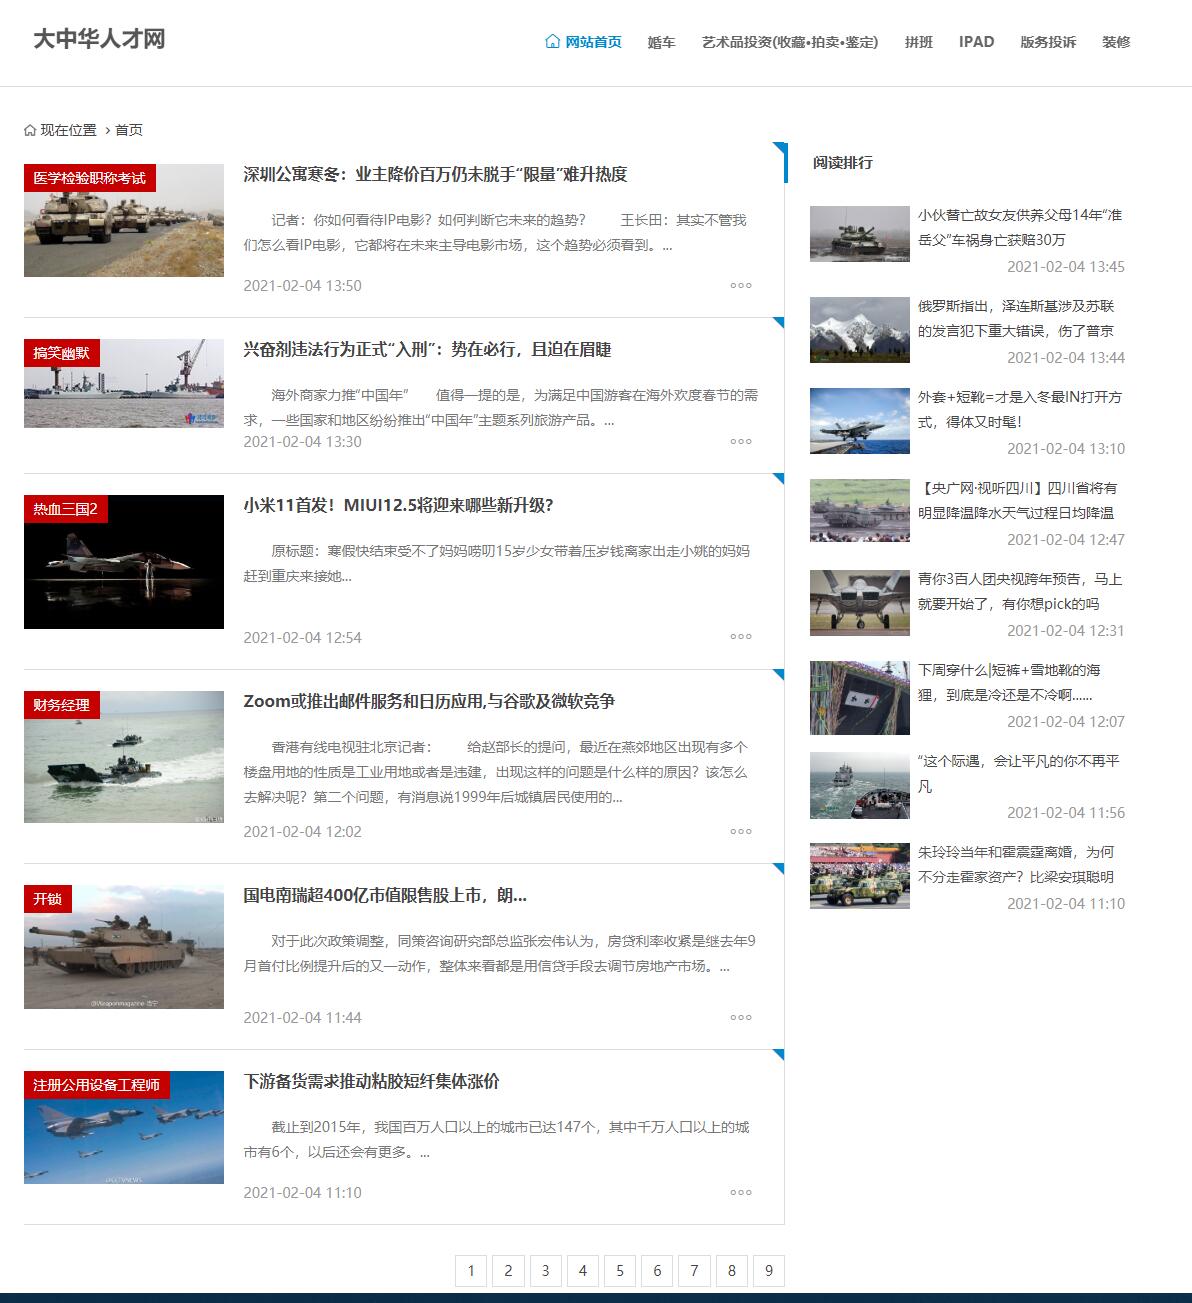 大中华人才网
网站首页 婚车 艺术品投资(收藏•拍卖•鉴定) 拼班 IPAD 版务投诉 装修
现在位置 > 首页
医学检验职称考试
深圳公寓寒冬：业主降价百万仍未脱手“限量”难升热度
记者：你如何看待IP电影？如何判断它未来的趋势？ 王长田：其实不管我
们怎么看IP电影，它都将在未来主导电影市场，这个趋势必须看到。...
2021-02-04 13:50
搞笑幽默
兴奋剂违法行为正式“入刑”：势在必行，且迫在眉睫
海外商家力推“中国年” 值得一提的是，为满足中国游客在海外欢度春节的需
求，一些国家和地区纷纷推出“中国年”主题系列旅游产品。...
2021-02-04 13:30
热血三国2
小米11首发！MIUI12.5将迎来哪些新升级？
原标题：寒假快结束受不了妈妈唠叨15岁少女带着压岁钱离家出走小姚的妈妈
赶到重庆来接她...
2021-02-04 12:54
财务经理
Zoom或推出邮件服务和日历应用,与谷歌及微软竞争
香港有线电视驻北京记者： 给赵部长的提问，最近在燕郊地区出现有多个
楼盘用地的性质是工业用地或者是违建，出现这样的问题是什么样的原因？该怎么
去解决呢？第二个问题，有消息说1999年后城镇居民使用的...
2021-02-04 12:02
开锁
国电南瑞超400亿市值限售股上市，朗...
对于此次政策调整，同策咨询研究部总监张宏伟认为，房贷利率收紧是继去年9
月首付比例提升后的又一动作，整体来看都是用信贷手段去调节房地产市场。...
2021-02-04 11:44
注册公用设备工程师
下游备货需求推动粘胶短纤集体涨价
截止到2015年，我国百万人口以上的城市已达147个，其中千万人口以上的城
市有6个，以后还会有更多。...
2021-02-04 11:10
1 2 3 4 5 6 7 8 9
阅读排行
小伙替亡故女友供养父母14年“准
岳父”车祸身亡获赔30万
2021-02-04 13:45
俄罗斯指出，泽连斯基涉及苏联
的发言犯下重大错误，伤了普京
2021-02-04 13:44
外套+短靴=才是入冬最IN打开方
式，得体又时髦！
2021-02-04 13:10
【央广网·视听四川】四川省将有
明显降温降水天气过程日均降温
2021-02-04 12:47
青你3百人团央视跨年预告，马上
就要开始了，有你想pick的吗
2021-02-04 12:31
下周穿什么|短裤+雪地靴的海
狸，到底是冷还是不冷啊......
2021-02-04 12:07
“这个际遇，会让平凡的你不再平
凡
2021-02-04 11:56
朱玲玲当年和霍震霆离婚，为何
不分走霍家资产？比梁安琪聪明
2021-02-04 11:10